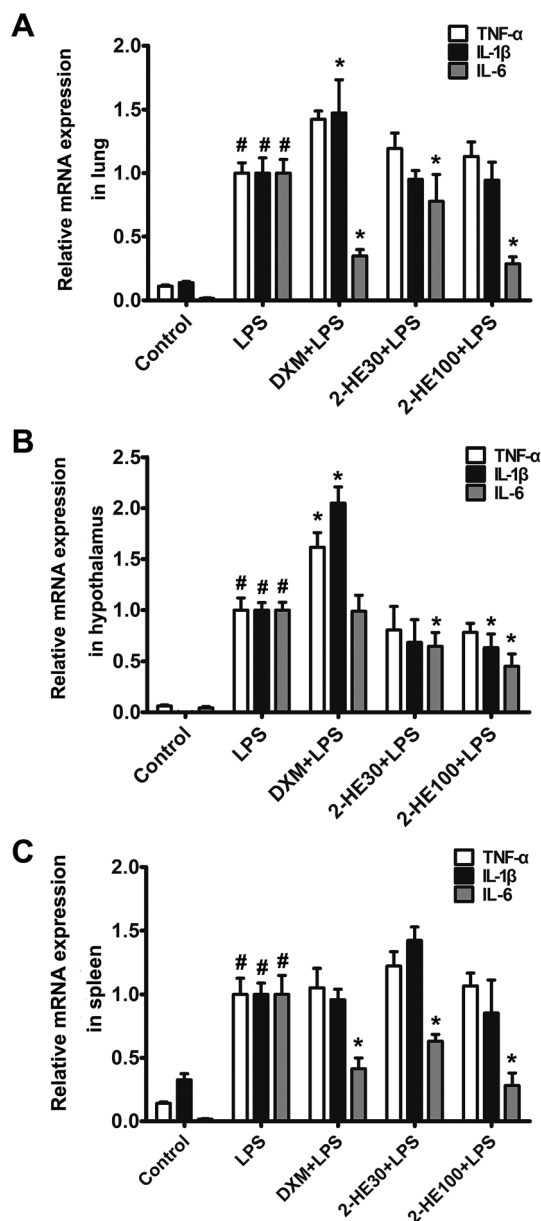 A
TNF-α
IL-1β
IL-6
Relative mRNA expression
in lung
2.0
1.5
1.0
0.5
0.0
# # #
*
*
*
*
Control
LPS
DXM+LPS
2-HE30+LPS
2-HE100+LPS
B
TNF-α
IL-1β
IL-6
Relative mRNA expression
in hypothalamus
2.5
2.0
1.5
1.0
0.5
0.0
# # #
* *
*
* *
Control
LPS
DXM+LPS
2-HE30+LPS
2-HE100+LPS
C
TNF-α
IL-1β
IL-6
Relative mRNA expression
in spleen
2.0
1.5
1.0
0.5
0.0
# # #
*
*
*
Control
LPS
DXM+LPS
2-HE30+LPS
2-HE100+LPS